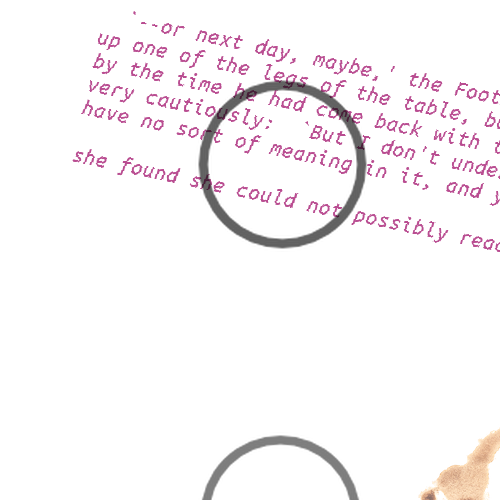 `--or next day, maybe,' the Foot
up one of the legs of the table, bu
by the time he had come back with t
very cautiously: `But I don't unde
have no sort of meaning in it, and y
she found she could not possibly reac